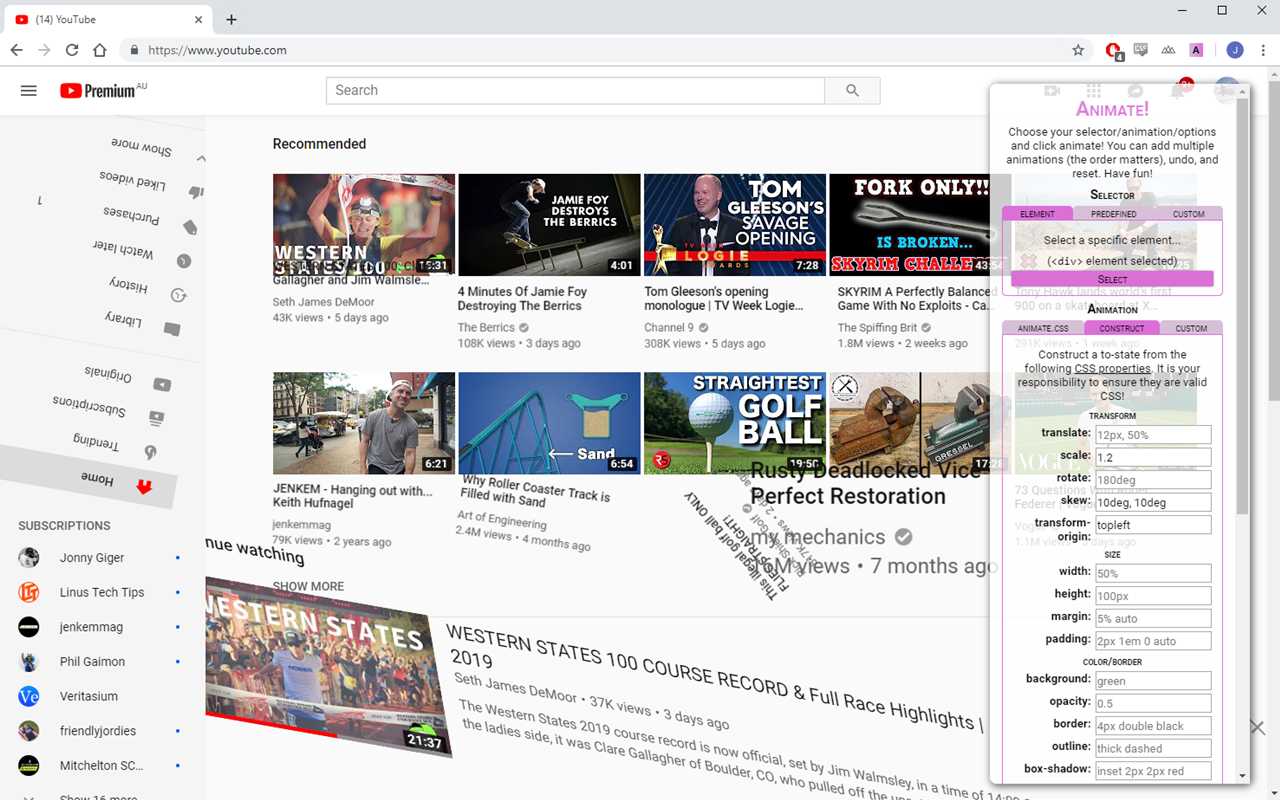 (14) YouTube
https://www.youtube.com
4
A
J
Premium AU
Search
9+
Show more
Liked videos
1
Purchases
Watch later
History
Library
Originals
Subscriptions
Trending
Home
SUBSCRIPTIONS
Jonny Giger
Linus Tech Tips
jenkemmag
Phil Gaimon
Ve
Veritasium
friendlyjordies
Mitchelton SC...
Show 16 more
Recommended
WESTERN
STATES 100
15:31
Gallagher and Jim Walmsle...
Seth James DeMoor
43K views • 5 days ago
JAMIE FOY
DESTROYS
THE BERRICS
4:01
4 Minutes Of Jamie Foy
Destroying The Berrics
The Berrics
108K views • 3 days ago
TOM
GLEESON'S
SAVAGE
OPENING
TV WEEK
LOGIE
AWARDS
7:28
Tom Gleeson's opening
monologue | TV Week Logie...
Channel 9
308K views • 5 days ago
FORK ONLY!!
IS BROKEN...
SKYRIM CHALLE
43:54
SKYRIM A Perfectly Balanced
Game With No Exploits - Ca...
The Spiffing Brit
1.8M views • 2 weeks ago
10:25
Tony Hawk lands world's first
900 on a skateboard at X...
291K views • 1 week ago
6:21
JENKEM - Hanging out with...
Keith Hufnagel
jenkemmag
79K views • 2 years ago
SHOW MORE
Sand
6:54
Why Roller Coaster Track is
Filled with Sand
Art of Engineering
2.4M views • 4 months ago
STRAIGHTEST
GOLF
BALL
RS
19:50
This illegal golf ball ONLY
FLIES STRAIGHT!
GRESSEL
17:28
Rusty Deadlocked Vice
Perfect Restoration
my mechanics
16M views • 7 months ago
VOGUE
73 Questions With Roger
Federer | Vogue
1.1M views
days ago
nue watching
WESTERN STATES
21:37
WESTERN STATES 100 COURSE RECORD & Full Race Highlights |
2019
Seth James DeMoor • 37K views • 3 days ago
The Western States 2019 course record is now official, set by Jim Walmsley, in a time of 14:09
the ladies side, it was Clare Gallagher of Boulder, CO, who pulled off the
ANIMATE!
Choose your selector/animation/options
and click animate! You can add multiple
animations (the order matters), undo, and
reset. Have fun!
SELECTOR
ELEMENT PREDEFINED CUSTOM
Select a specific element...
(<div> element selected)
SELECT
ANIMATION
ANIMATE.CSS CONSTRUCT CUSTOM
Construct a to-state from the
following CSS properties. It is your
responsibility to ensure they are valid
CSS!
TRANSFORM
translate: 12px, 50%
scale: 1.2
rotate: 180deg
skew: 10deg, 10deg
transform-
origin: topleft
SIZE
width: 50%
height: 100px
margin: 5% auto
padding: 2px 1em 0 auto
COLOR/BORDER
background: green
opacity: 0.5
border: 4px double black
outline: thick dashed
box-shadow: inset 2px 2px red